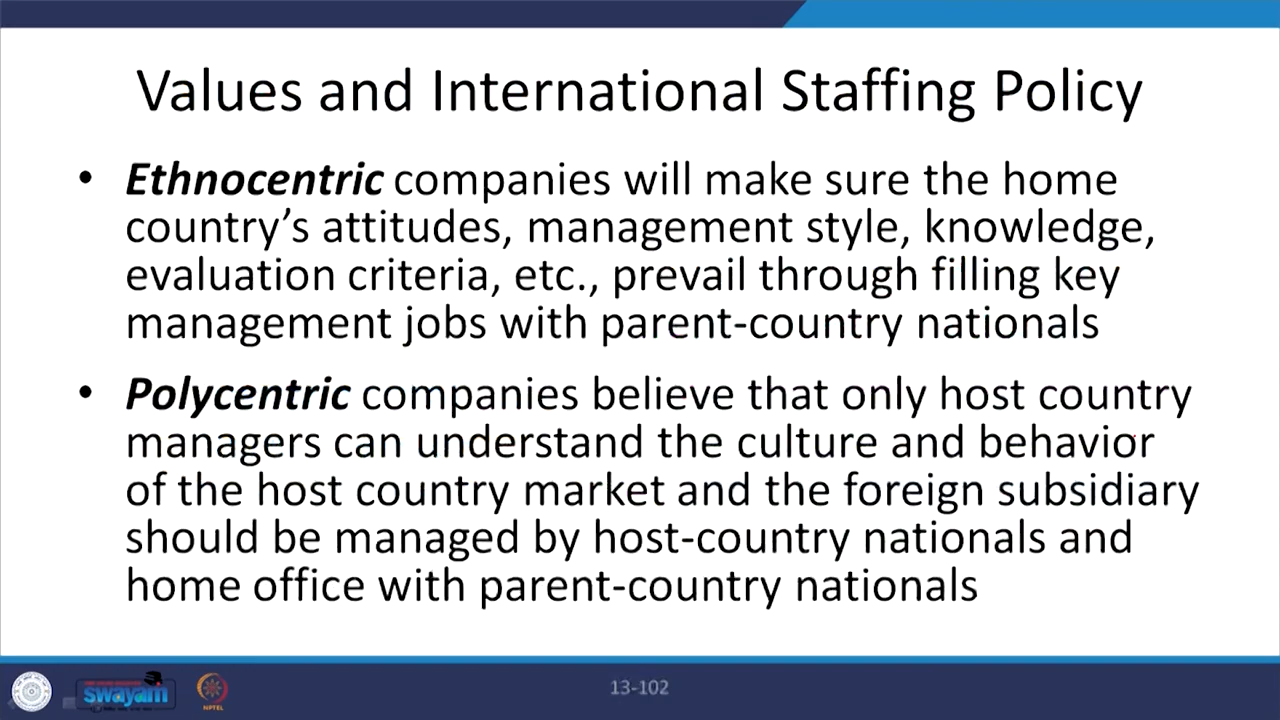 Values and International Staffing Policy
• Ethnocentric companies will make sure the home
country’s attitudes, management style, knowledge,
evaluation criteria, etc., prevail through filling key
management jobs with parent-country nationals
• Polycentric companies believe that only host country
managers can understand the culture and behavior
of the host country market and the foreign subsidiary
should be managed by host-country nationals and
home office with parent-country nationals
swayam
NPTEL
13-102